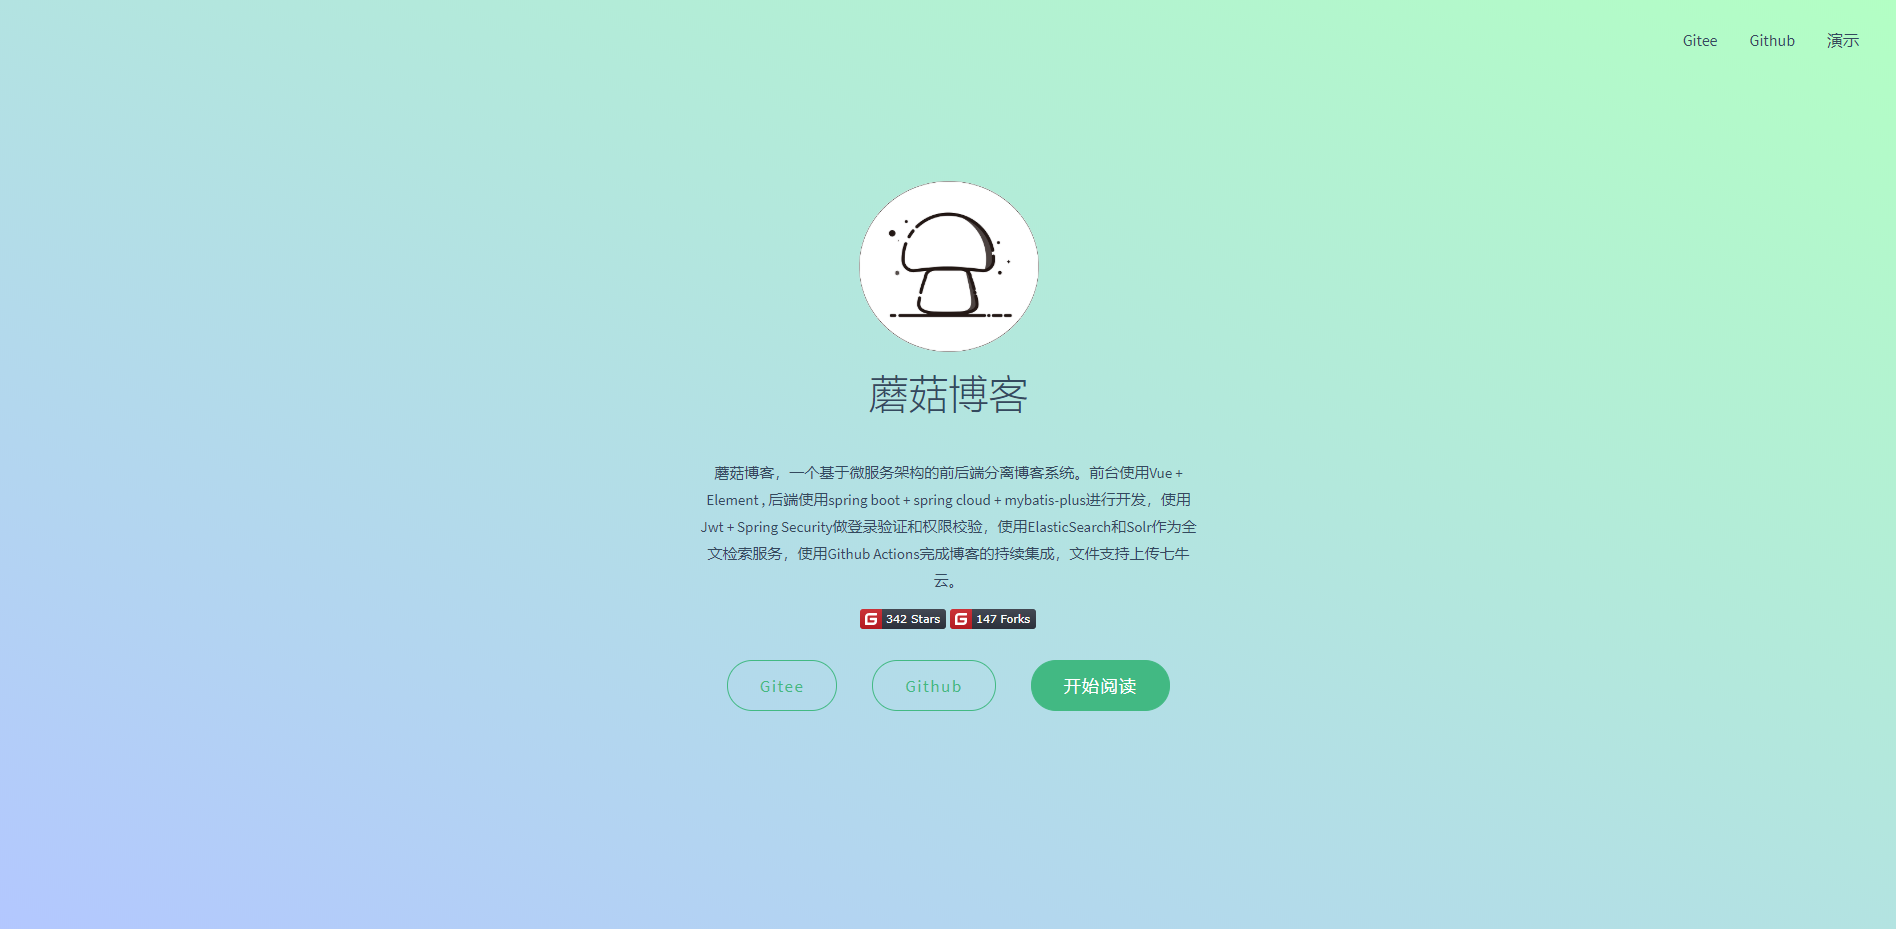 Gitee Github 演示
蘑菇博客
蘑菇博客，一个基于微服务架构的前后端分离博客系统。前台使用Vue +
Element , 后端使用spring boot + spring cloud + mybatis-plus进行开发，使用
Jwt + Spring Security做登录验证和权限校验，使用ElasticSearch和Solr作为全
文检索服务，使用Github Actions完成博客的持续集成，文件支持上传七牛
云。
G 342 Stars G 147 Forks
Gitee Github 开始阅读